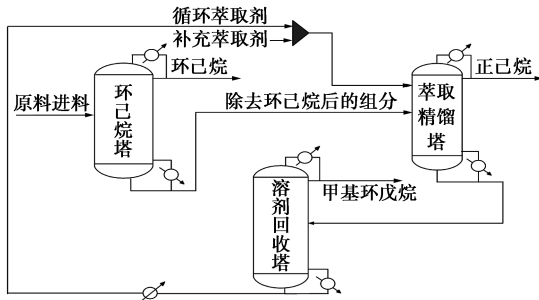 循环萃取剂
补充萃取剂
环己烷
正己烷
原料进料
环己烷塔
除去环己烷后的组分
萃取精馏塔
甲基环戊烷
溶剂回收塔